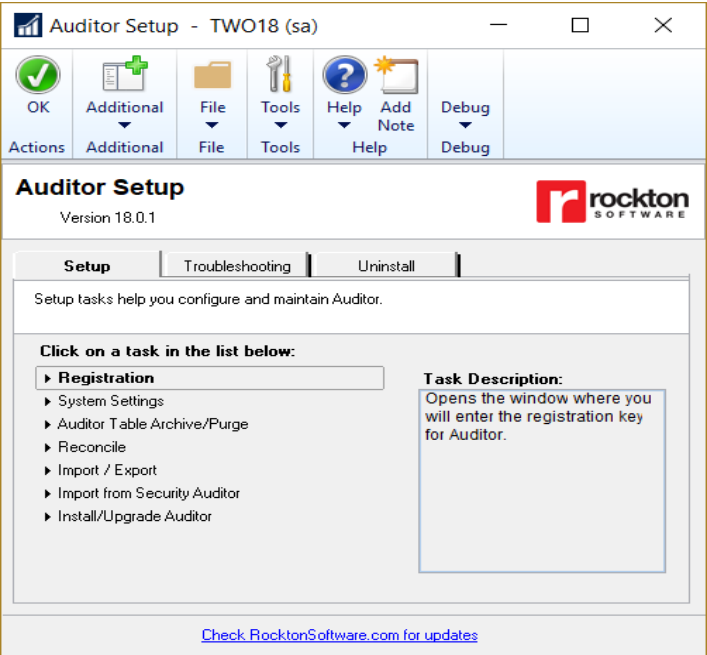 Auditor Setup - TWO18 (sa)
OK
Additional
File
Tools
Help
Add
Note
Debug
Actions
Additional
File
Tools
Help
Debug
Auditor Setup
Version 18.0.1
rockton
SOFTWARE
Setup
Troubleshooting
Uninstall
Setup tasks help you configure and maintain Auditor.
Click on a task in the list below:
Registration
System Settings
Auditor Table Archive/Purge
Reconcile
Import / Export
Import from Security Auditor
Install/Upgrade Auditor
Task Description:
Opens the window where you
will enter the registration key
for Auditor.
Check RocktonSoftware.com for updates